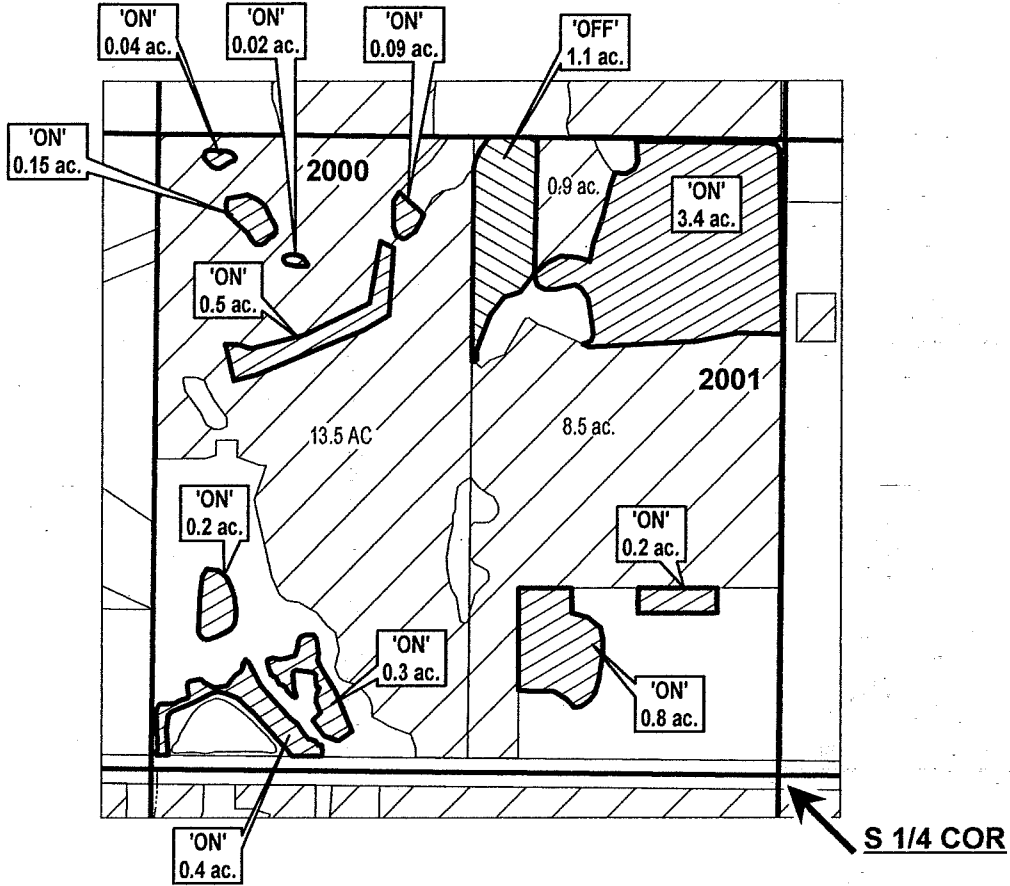 'ON'
0.04 ac.
'ON'
0.02 ac.
'ON'
0.09 ac.
'OFF'
1.1 ac.
'ON'
0.15 ac.
2000
0.9 ac.
'ON'
3.4 ac.
'ON'
0.5 ac.
2001
13.5 AC
8.5 ac.
'ON'
0.2 ac.
'ON'
0.2 ac.
'ON'
0.3 ac.
'ON'
0.8 ac.
'ON'
0.4 ac.
S 1/4 COR